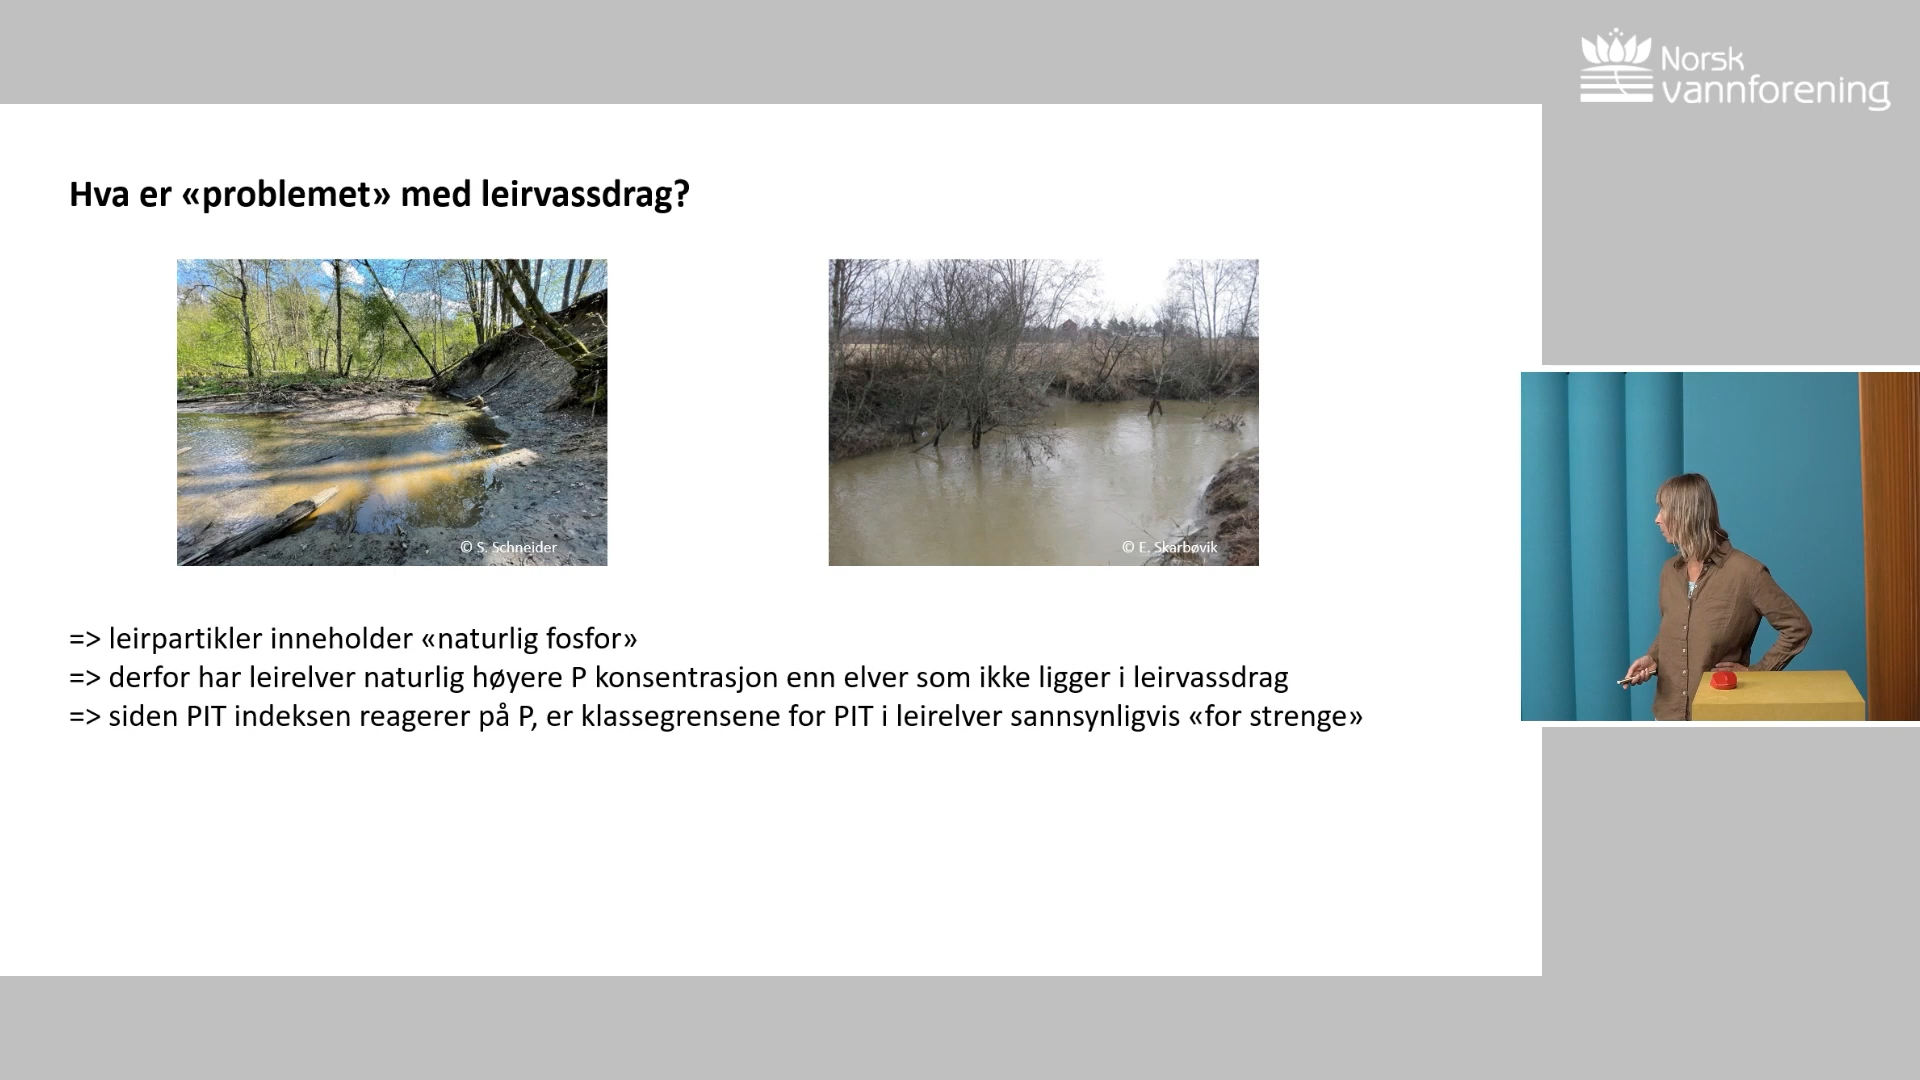 Norsk
vannforening
Hva er «problemet» med leirvassdrag?
© S. Schneider
© E. Skarbøvik
=> leirpartikler inneholder «naturlig fosfor»
=> derfor har leirelver naturlig høyere P konsentrasjon enn elver som ikke ligger i leirvassdrag
=> siden PIT indeksen reagerer på P, er klassegrensene for PIT i leirelver sannsynligvis «for strenge»